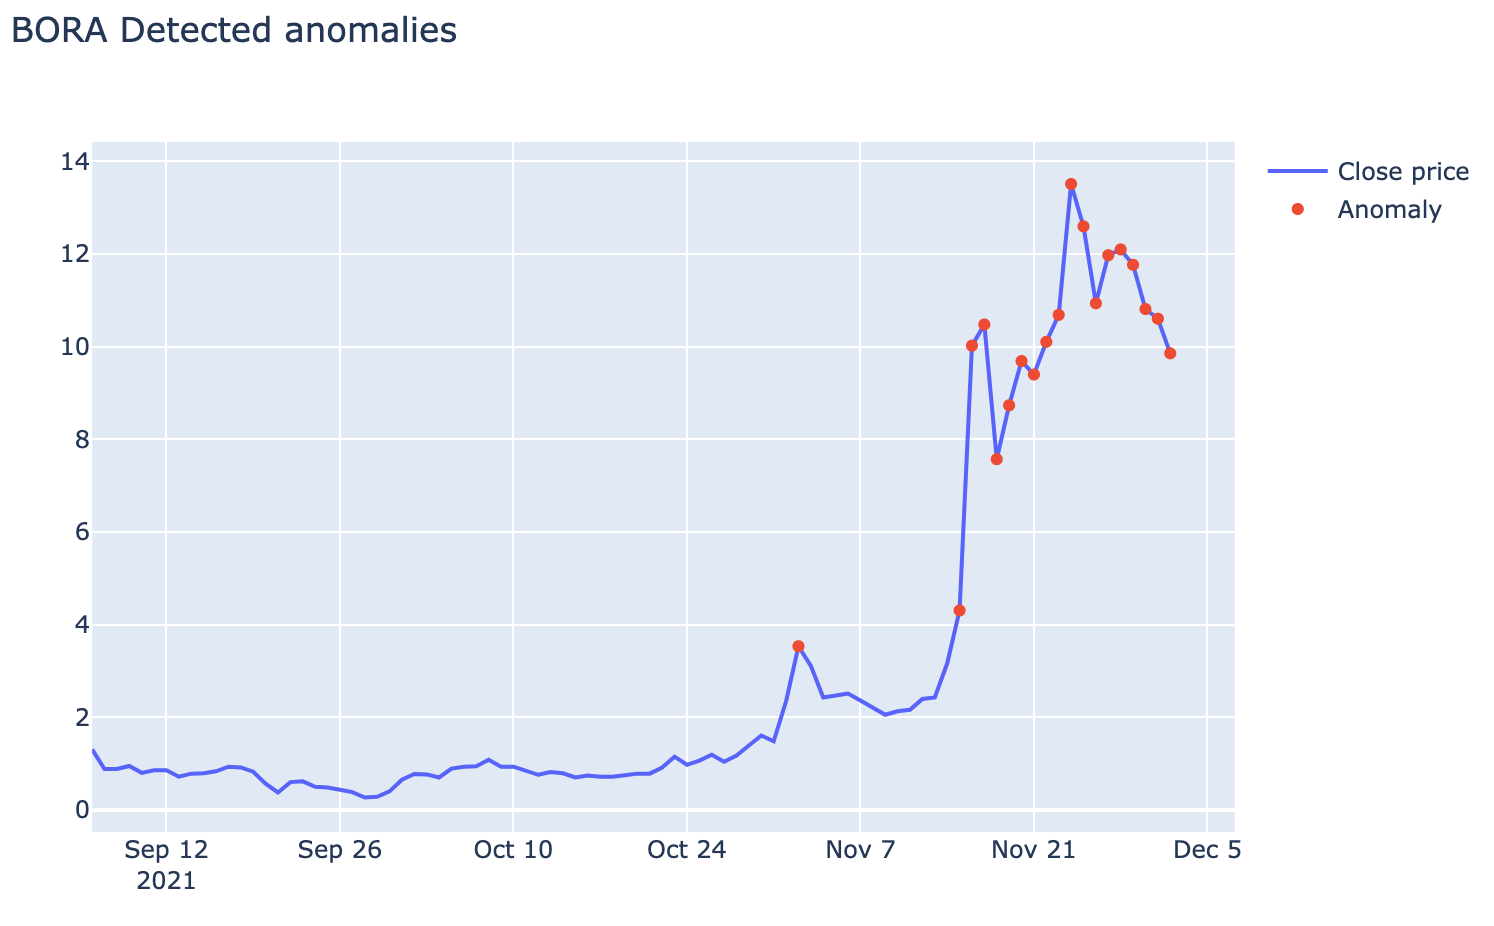 BORA Detected anomalies
14
12
10
8
6
4
2
0
Sep 12
2021
Sep 26
Oct 10
Oct 24
Nov 7
Nov 21
Dec 5
Close price
Anomaly